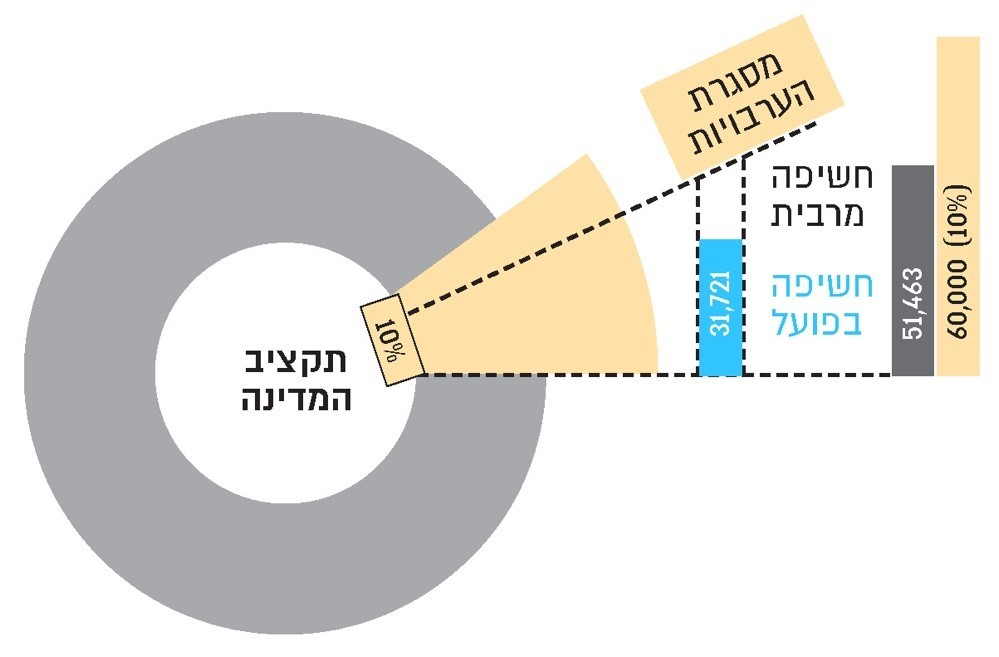 מסגרת
הערבויות
חשיפה
מרבית
חשיפה
בפועל
31,721
51,463
60,000 (10%)
10%
תקציב
המדינה